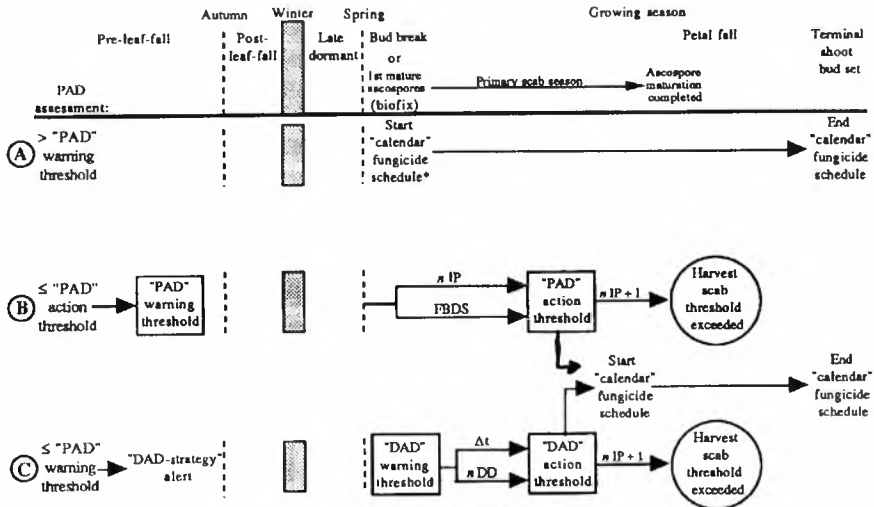 Autumn
Winter
Spring
Growing season
Pre-leaf-fall
Post-
leaf-fall
Late
dormant
Bud break
or
1st mature
ascospores
(biofix)
Petal fall
Terminal
shoot
bud set
Primary scab season
Ascospore
maturation
completed
PAD
assessment:
A
> "PAD"
warning
threshold
Start
"calendar"
fungicide
schedule*
End
"calendar"
fungicide
schedule
B
≤ "PAD"
action
threshold
"PAD"
warning
threshold
n IP
FBDS
"PAD"
action
threshold
n IP + 1
Harvest
scab
threshold
exceeded
Start
"calendar"
fungicide
schedule
End
"calendar"
fungicide
schedule
C
≤ "PAD"
warning
threshold
"DAD-strategy"
alert
"DAD"
warning
threshold
Δt
n DD
"DAD"
action
threshold
n IP + 1
Harvest
scab
threshold
exceeded